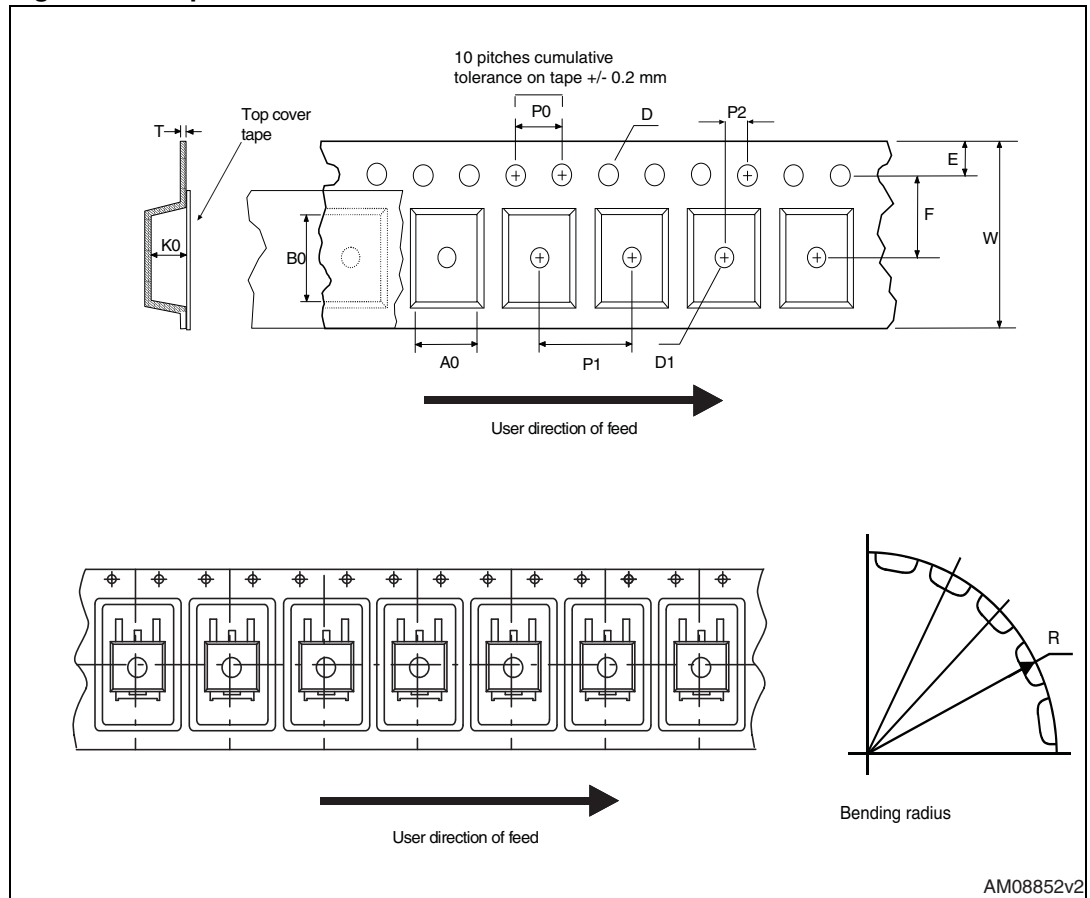 10 pitches cumulative
tolerance on tape +/- 0.2 mm
Top cover
tape
T
P0
D
P2
E
F
W
K0
B0
A0
P1
D1
User direction of feed
R
Bending radius
User direction of feed
AM08852v2